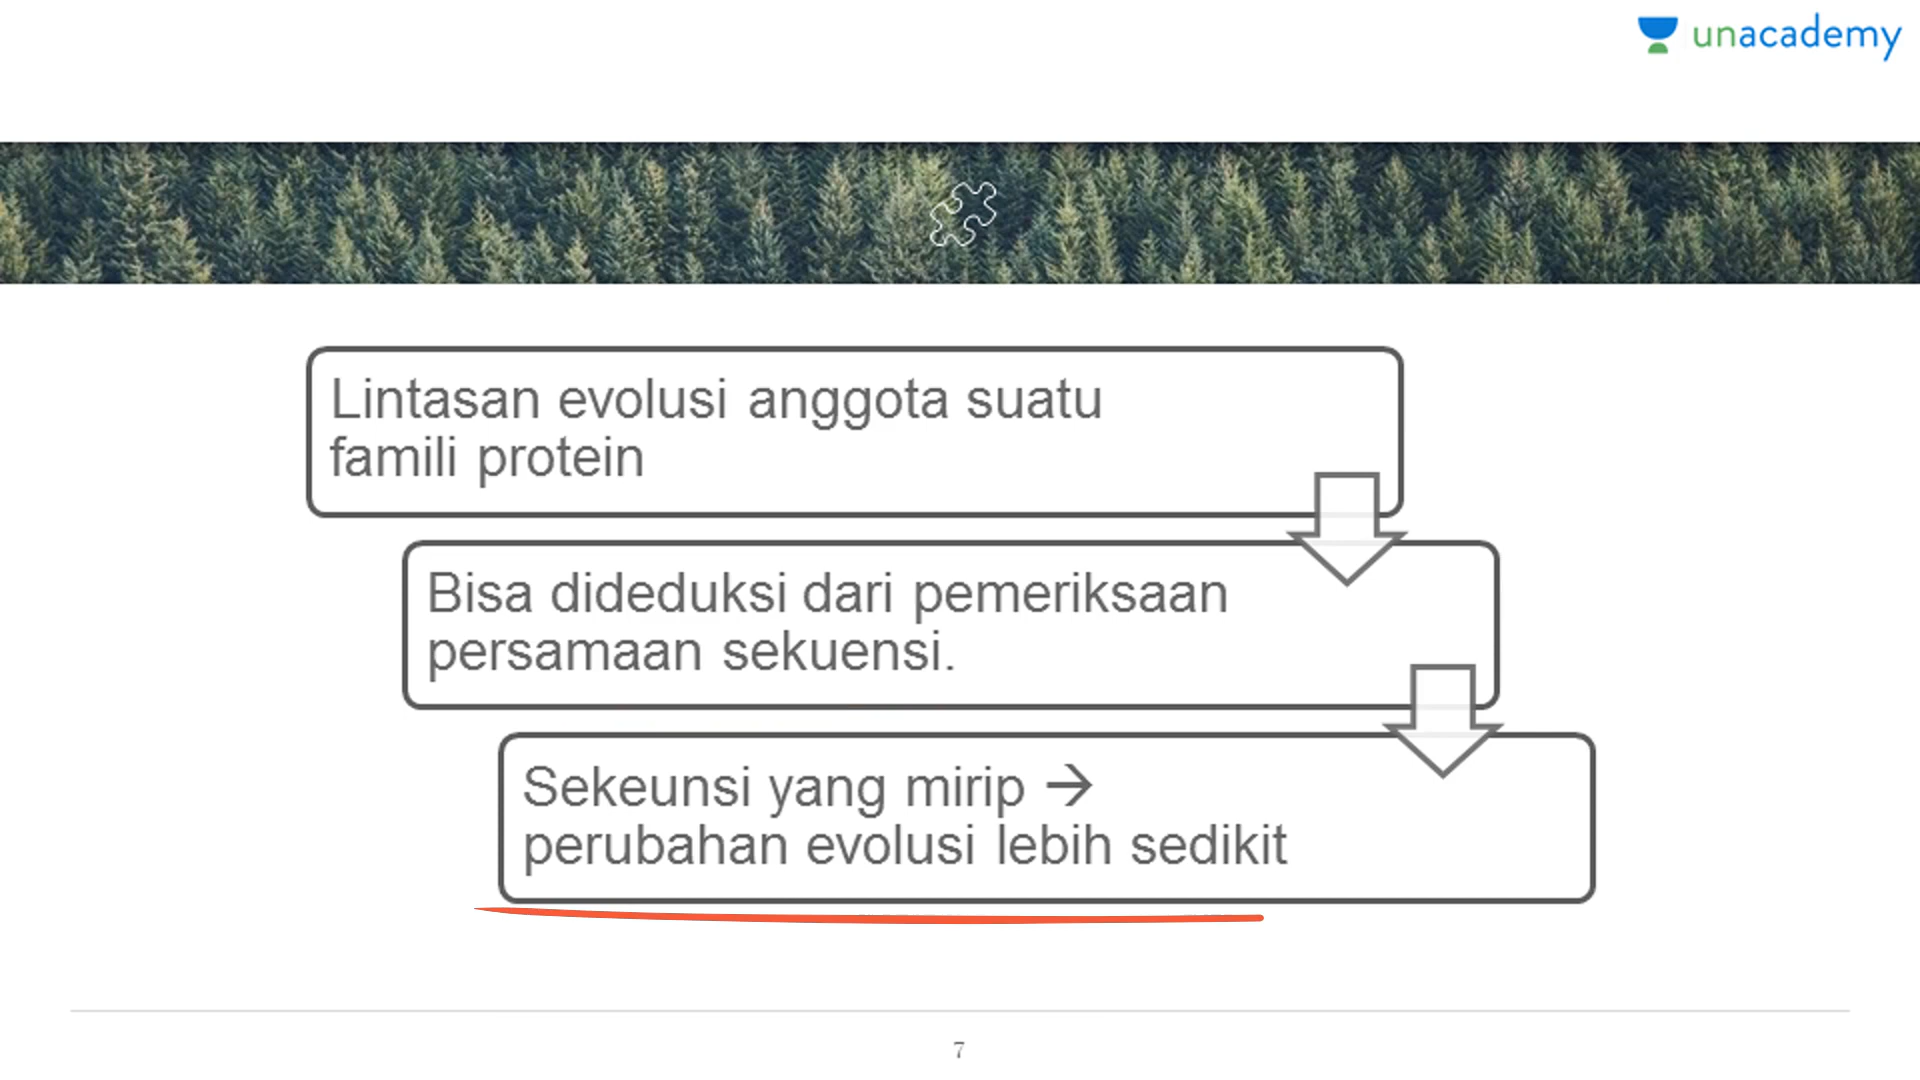 unacademy
Lintasan evolusi anggota suatu
famili protein
Bisa dideduksi dari pemeriksaan
persamaan sekuensi.
Sekeunsi yang mirip →
perubahan evolusi lebih sedikit
7